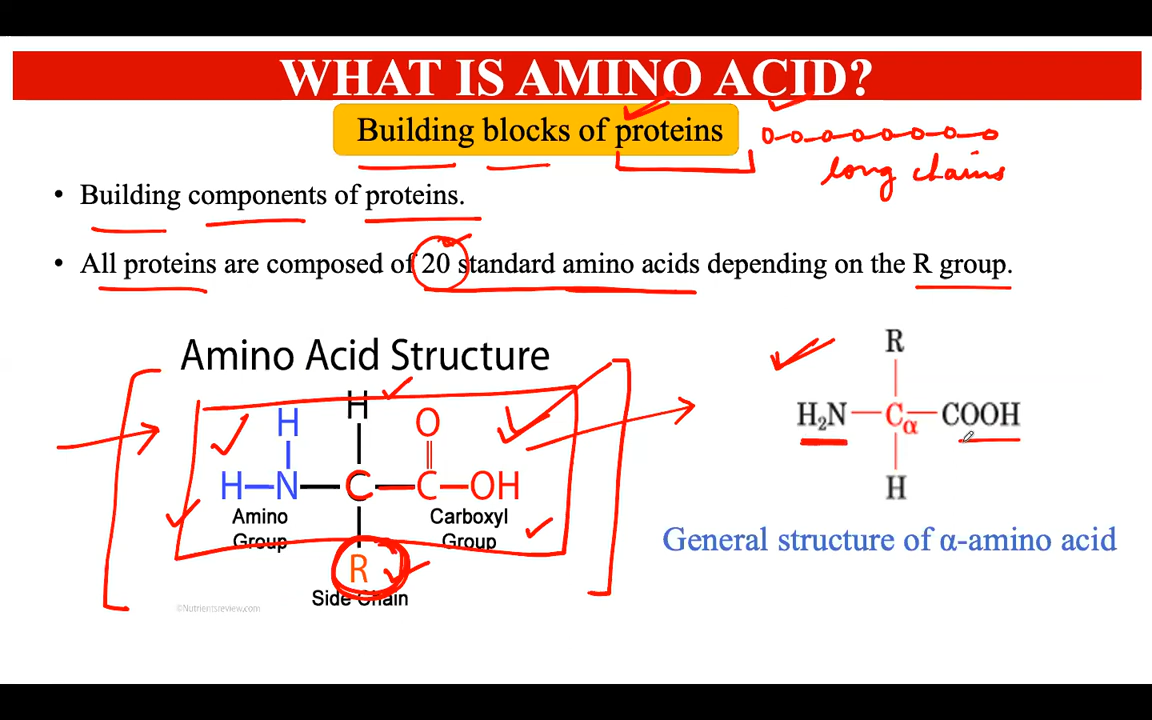 WHAT IS AMINO ACID?
Building blocks of proteins
long chains
• Building components of proteins.
• All proteins are composed of 20 standard amino acids depending on the R group.
Amino Acid Structure
H
H O
H—N—C—C—OH
Amino Carboxyl
Group Group
R
Side Chain
©Nutrientsreview.com
R
H₂N—Cα—COOH
H
General structure of α-amino acid